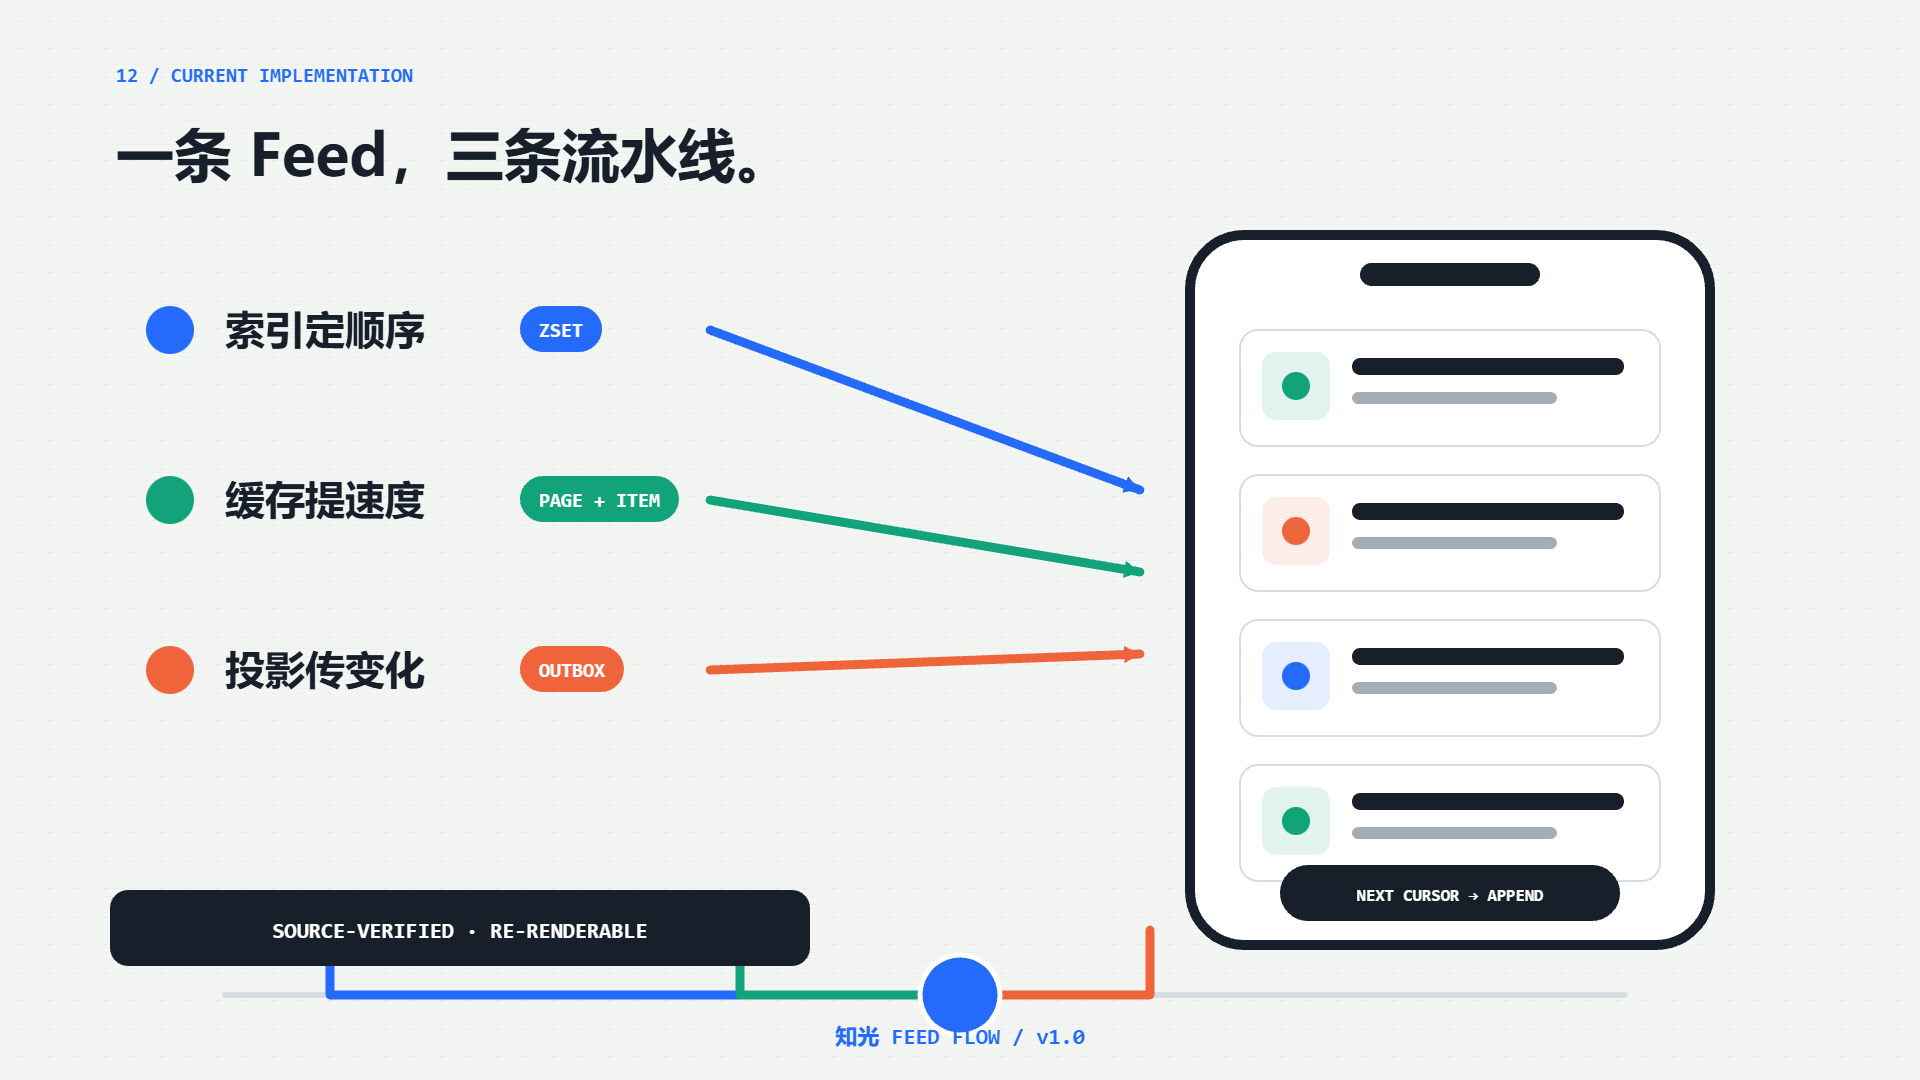 12 / CURRENT IMPLEMENTATION
一条 Feed，三条流水线。
索引定顺序
ZSET
缓存提速度
PAGE + ITEM
投影传变化
OUTBOX
NEXT CURSOR → APPEND
SOURCE-VERIFIED · RE-RENDERABLE
知光 FEED FLOW / v1.0